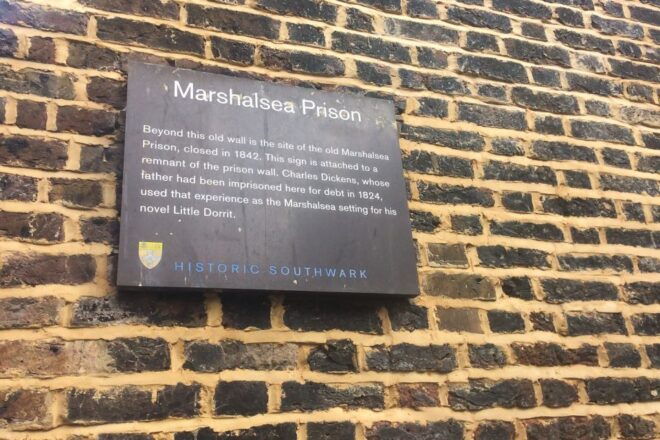 Marshalsea Prison
Beyond this old wall is the site of the old Marshalsea
Prison, closed in 1842. This sign is attached to a
remnant of the prison wall. Charles Dickens, whose
father had been imprisoned here for debt in 1824,
used that experience as the Marshalsea setting for his
novel Little Dorrit.
HISTORIC SOUTHWARK